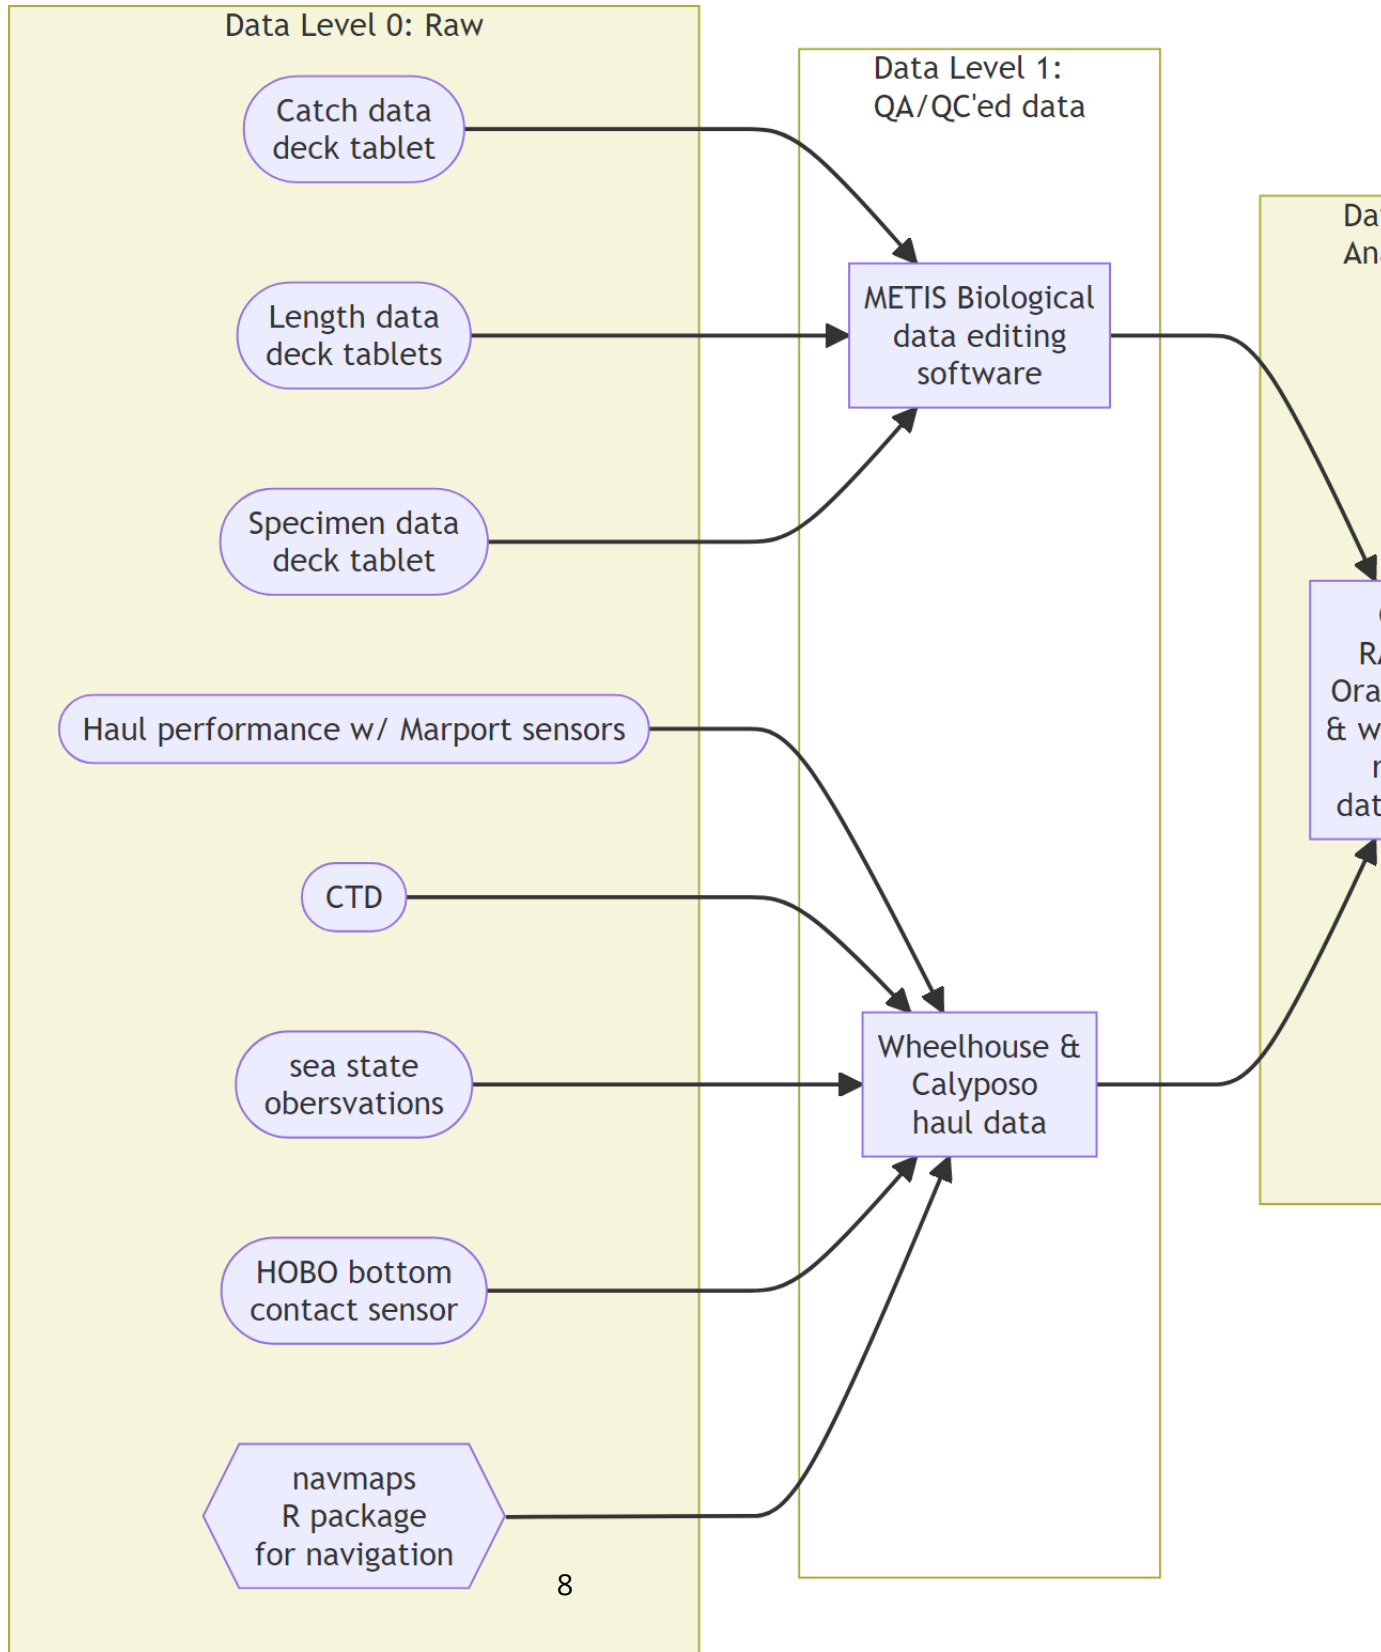 Data Level 0: Raw
Catch data
deck tablet
Length data
deck tablets
Specimen data
deck tablet
Haul performance w/ Marport sensors
CTD
sea state
obersvations
HOBO bottom
contact sensor
navmaps
R package
for navigation
8
Data Level 1:
QA/QC'ed data
METIS Biological
data editing
software
Wheelhouse &
Calyposo
haul data
&